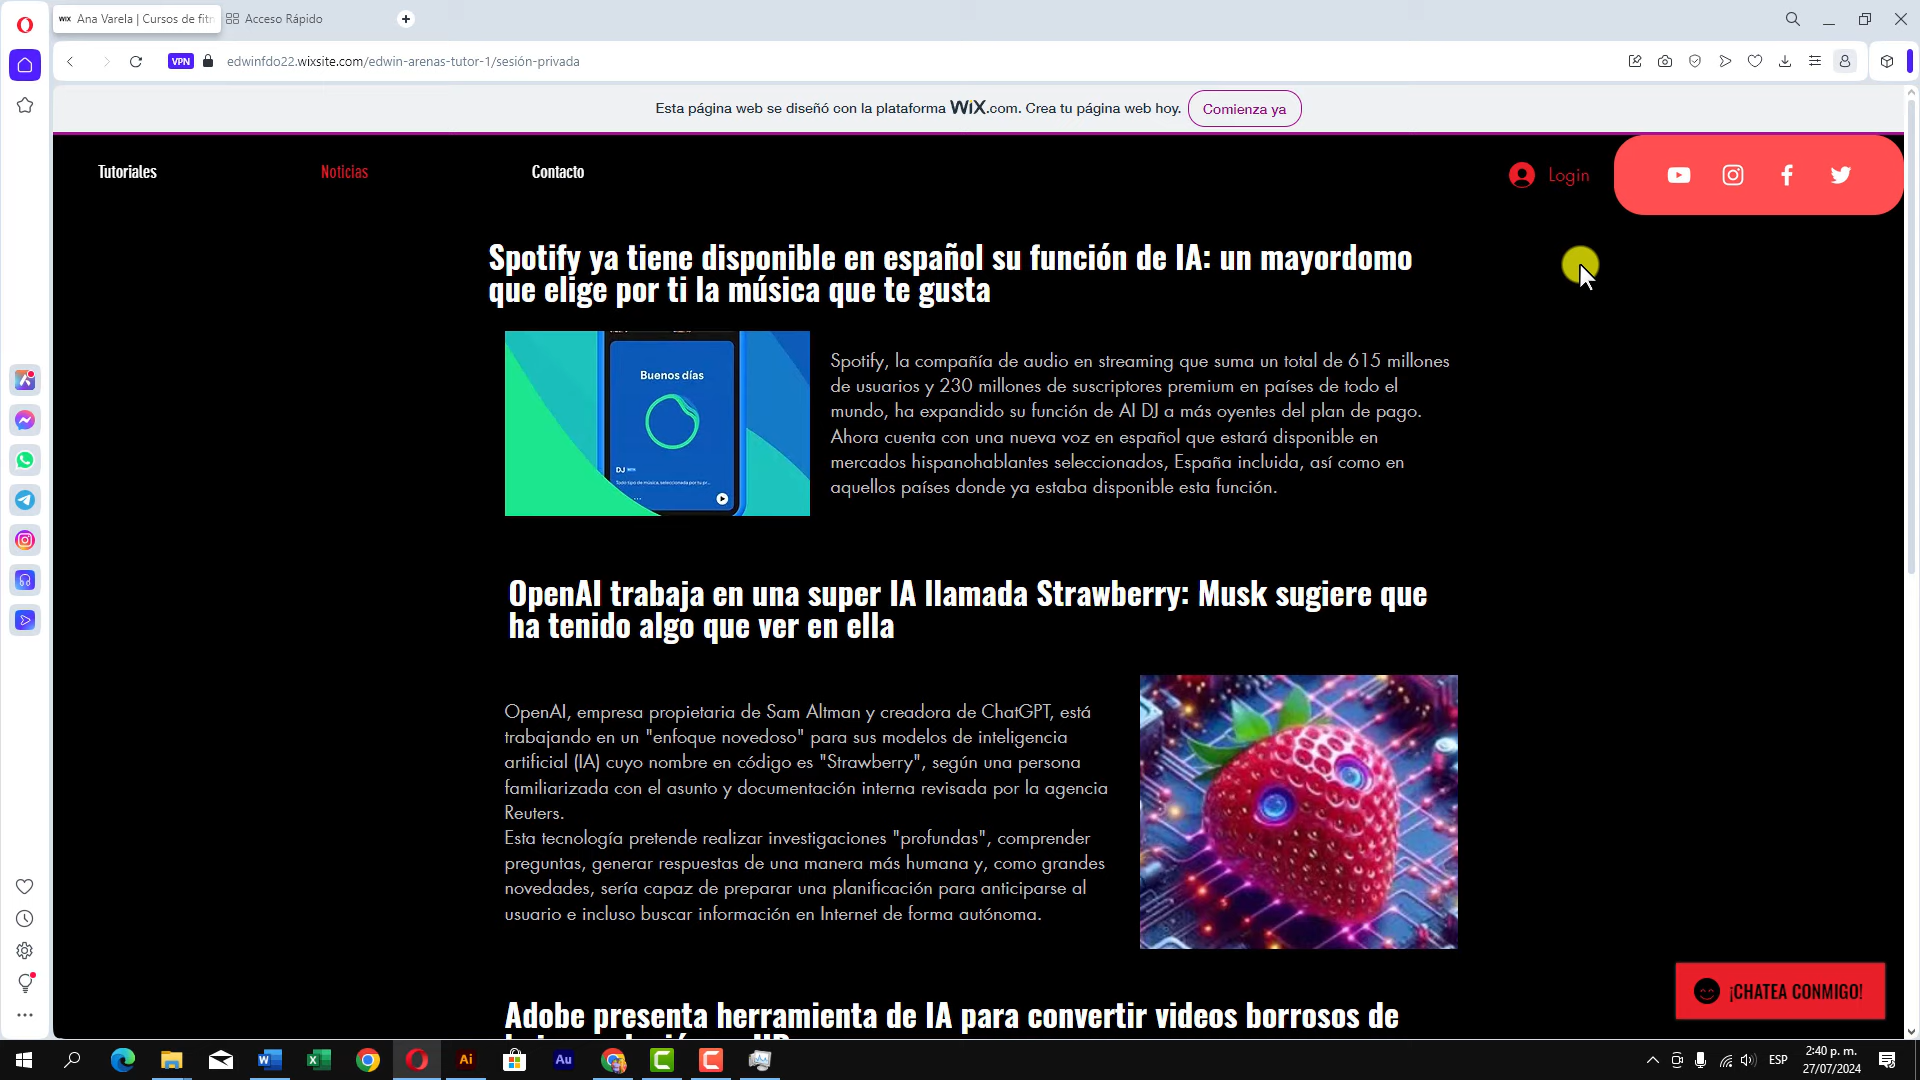 WiX Ana Varela | Cursos de fitn
Acceso Rápido
VPN
edwinfdo22.wixsite.com/edwin-arenas-tutor-1/sesión-privada
Esta página web se diseñó con la plataforma WiX.com. Crea tu página web hoy.
Comienza ya
Tutoriales
Noticias
Contacto
Login
Spotify ya tiene disponible en español su función de IA: un mayordomo
que elige por ti la música que te gusta
Buenos días
DJ
Spotify, la compañía de audio en streaming que suma un total de 615 millones
de usuarios y 230 millones de suscriptores premium en países de todo el
mundo, ha expandido su función de AI DJ a más oyentes del plan de pago.
Ahora cuenta con una nueva voz en español que estará disponible en
mercados hispanohablantes seleccionados, España incluida, así como en
aquellos países donde ya estaba disponible esta función.
OpenAI trabaja en una super IA llamada Strawberry: Musk sugiere que
ha tenido algo que ver en ella
OpenAI, empresa propietaria de Sam Altman y creadora de ChatGPT, está
trabajando en un "enfoque novedoso" para sus modelos de inteligencia
artificial (IA) cuyo nombre en código es "Strawberry", según una persona
familiarizada con el asunto y documentación interna revisada por la agencia
Reuters.
Esta tecnología pretende realizar investigaciones "profundas", comprender
preguntas, generar respuestas de una manera más humana y, como grandes
novedades, sería capaz de preparar una planificación para anticiparse al
usuario e incluso buscar información en Internet de forma autónoma.
¡CHATEA CONMIGO!
Adobe presenta herramienta de IA para convertir videos borrosos de
Ai
Au
ESP
2:40 p. m.
27/07/2024